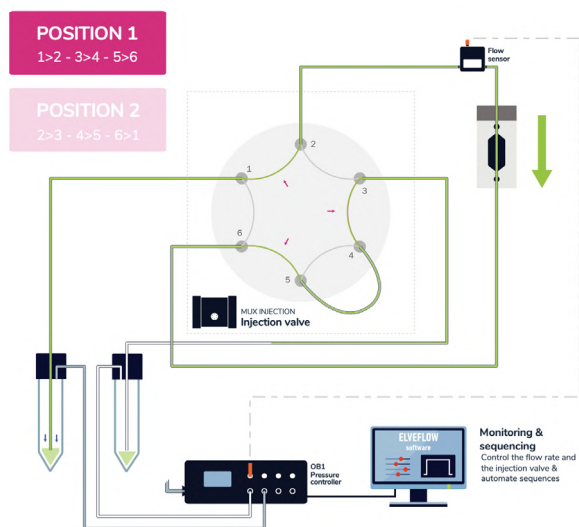 POSITION 1
1>2 - 3>4 - 5>6
POSITION 2
2>3 - 4>5 - 6>1
Flow
sensor
1
2
3
4
5
6
MUX INJECTION
Injection valve
OB1
Pressure
controller
ELVEFLOW
software
Monitoring &
sequencing
Control the flow rate and
the injection valve &
automate sequences